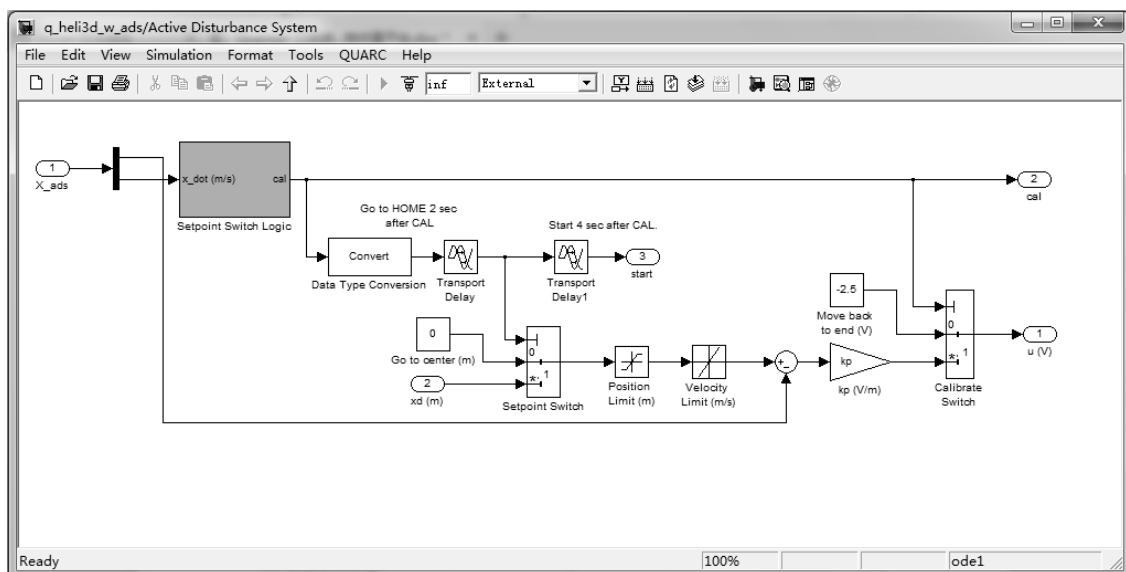 q_heli3d_w_ads/Active Disturbance System
File Edit View Simulation Format Tools QUARC Help
inf External
1
X_ads
x_dot (m/s) cal
Setpoint Switch Logic
2
cal
Go to HOME 2 sec
after CAL
Start 4 sec after CAL.
Convert
Data Type Conversion
Transport
Delay
Transport
Delay1
3
start
-2.5
Move back
to end (V)
0
Go to center (m)
2
xd (m)
0
*, 1
Setpoint Switch
Position
Limit (m)
Velocity
Limit (m/s)
+
-
kp
kp (V/m)
0
*, 1
Calibrate
Switch
1
u (V)
Ready 100% ode1